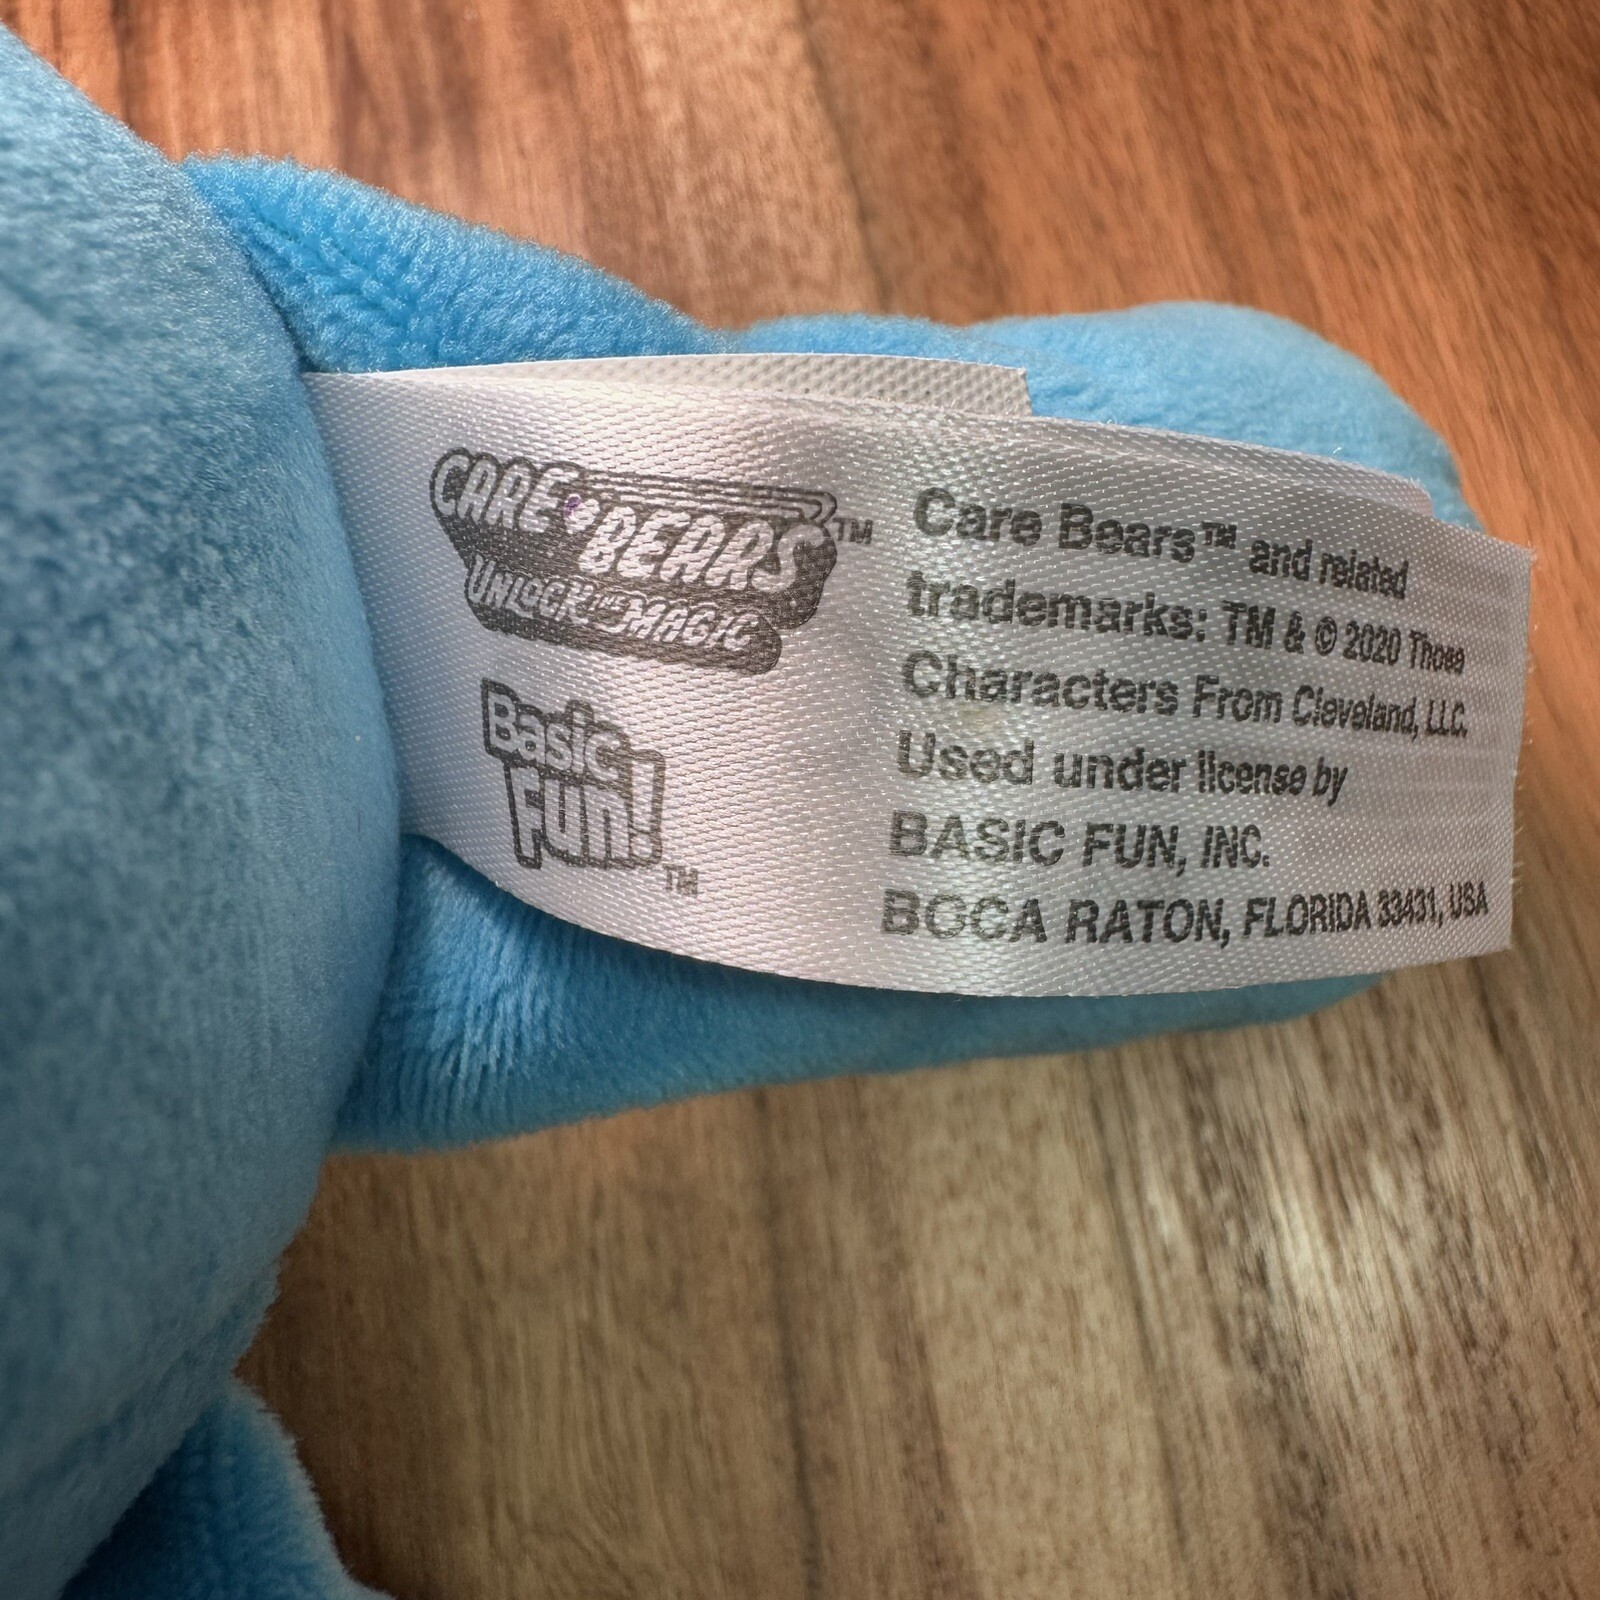 CARE BEARS™
UNLOCK THE MAGIC
Basic
Fun!™
Care Bears™ and related
trademarks: TM & © 2020 Those
Characters From Cleveland, LLC.
Used under license by
BASIC FUN, INC.
BOCA RATON, FLORIDA 33431, USA